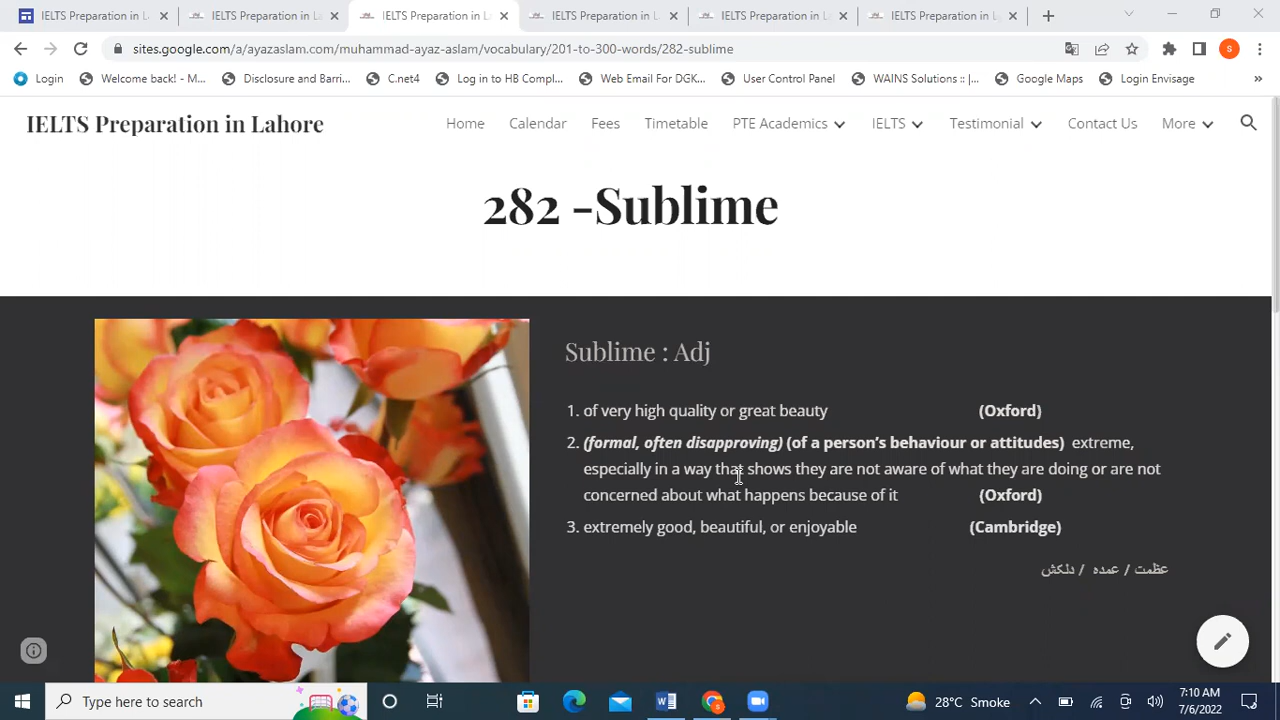 IELTS Preparation in L
IELTS Preparation in L
IELTS Preparation in L
IELTS Preparation in L
IELTS Preparation in L
IELTS Preparation in L
sites.google.com/a/ayazaslam.com/muhammad-ayaz-aslam/vocabulary/201-to-300-words/282-sublime
S
Login
Welcome back! - M...
Disclosure and Barri...
C.net4
Log in to HB Compl...
Web Email For DGK...
User Control Panel
WAINS Solutions :: |...
Google Maps
Login Envisage
»
IELTS Preparation in Lahore
Home
Calendar
Fees
Timetable
PTE Academics
IELTS
Testimonial
Contact Us
More
282 -Sublime
Sublime : Adj
1. of very high quality or great beauty (Oxford)
2. (formal, often disapproving) (of a person’s behaviour or attitudes) extreme,
especially in a way that shows they are not aware of what they are doing or are not
concerned about what happens because of it (Oxford)
3. extremely good, beautiful, or enjoyable (Cambridge)
عظمت / عمدہ / دلکش
Type here to search
28°C Smoke
7:10 AM
7/6/2022